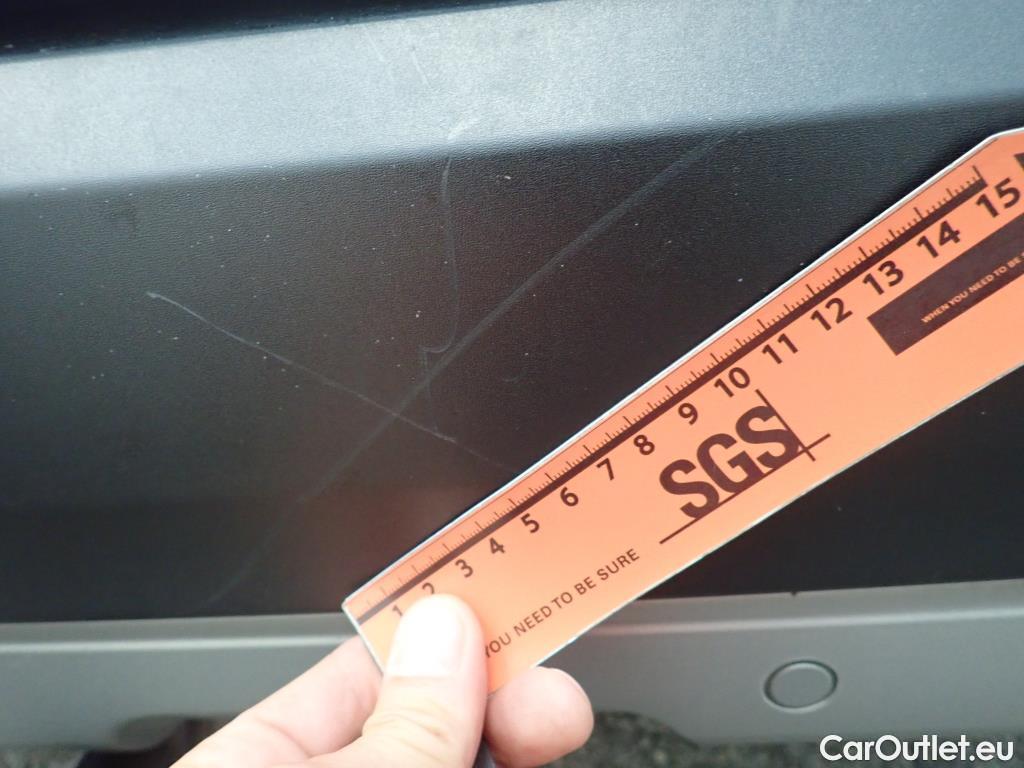 1 2 3 4 5 6 7 8 9 10 11 12 13 14 15
WHEN YOU NEED TO BE
SGS
YOU NEED TO BE SURE
CarOutlet.eu